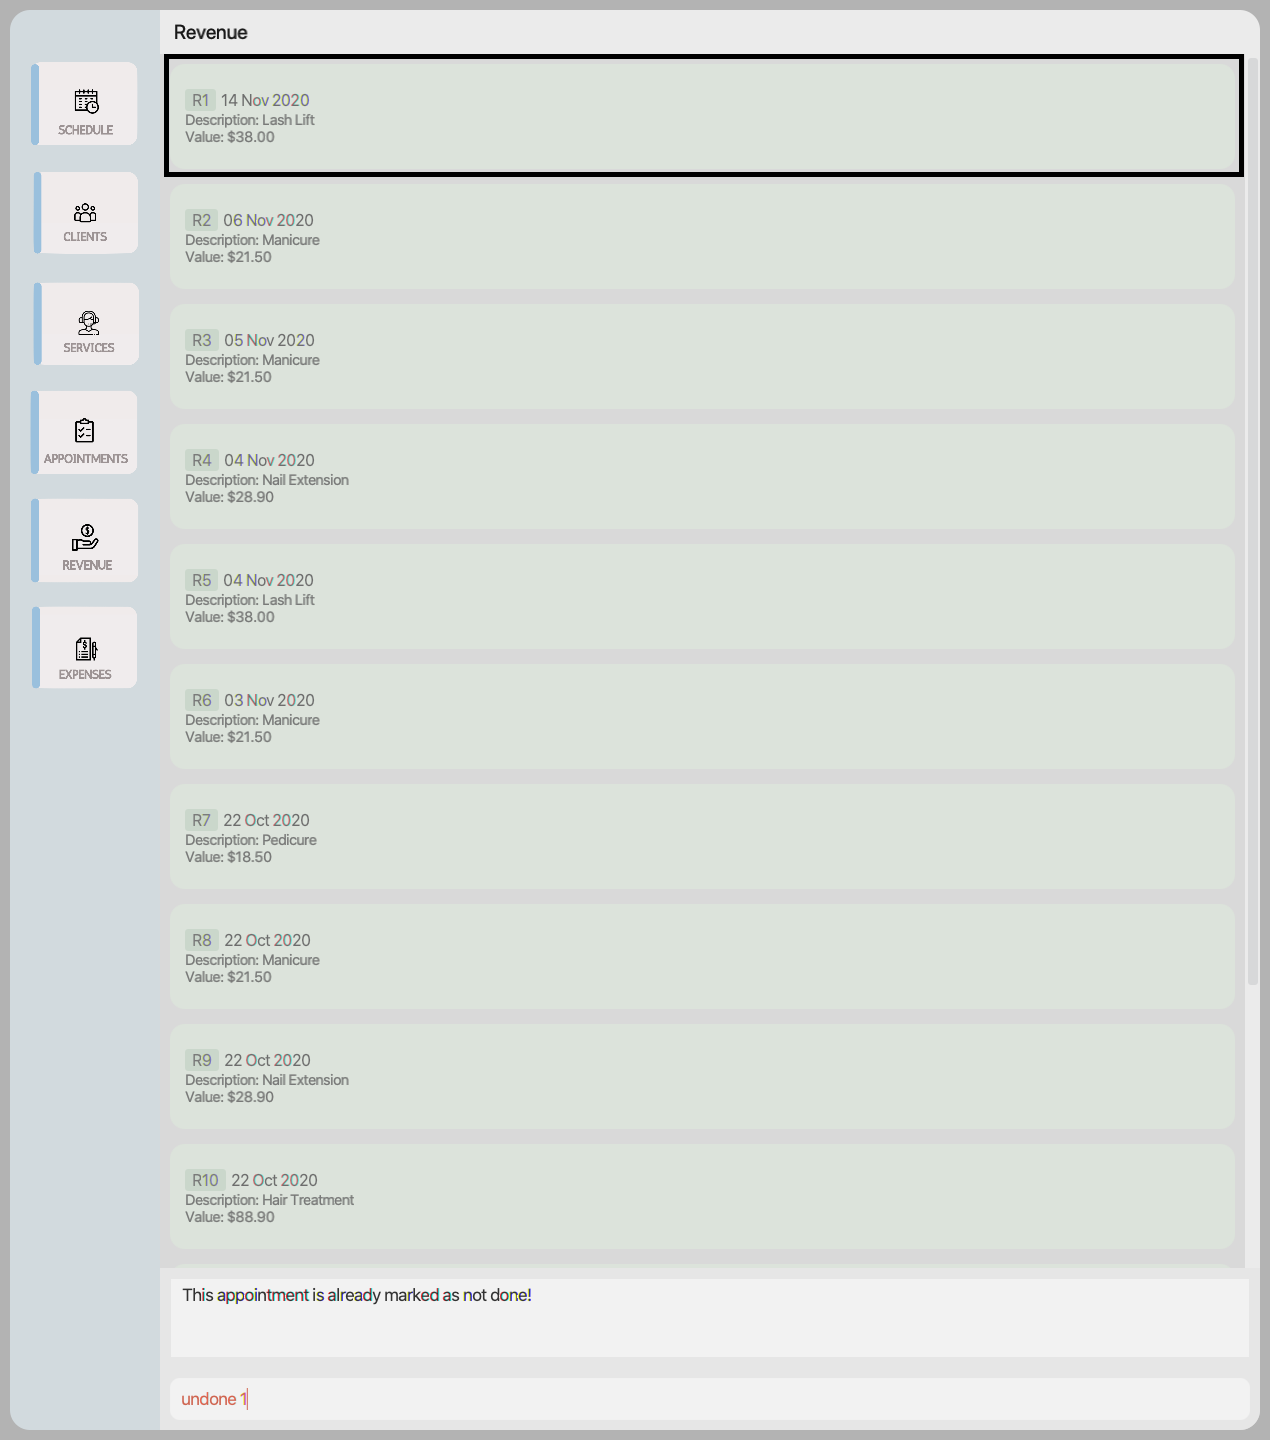 Revenue
SCHEDULE
CLIENTS
SERVICES
APPOINTMENTS
REVENUE
EXPENSES
R1 14 Nov 2020
Description: Lash Lift
Value: $38.00
R2 06 Nov 2020
Description: Manicure
Value: $21.50
R3 05 Nov 2020
Description: Manicure
Value: $21.50
R4 04 Nov 2020
Description: Nail Extension
Value: $28.90
R5 04 Nov 2020
Description: Lash Lift
Value: $38.00
R6 03 Nov 2020
Description: Manicure
Value: $21.50
R7 22 Oct 2020
Description: Pedicure
Value: $18.50
R8 22 Oct 2020
Description: Manicure
Value: $21.50
R9 22 Oct 2020
Description: Nail Extension
Value: $28.90
R10 22 Oct 2020
Description: Hair Treatment
Value: $88.90
This appointment is already marked as not done!
undone 1